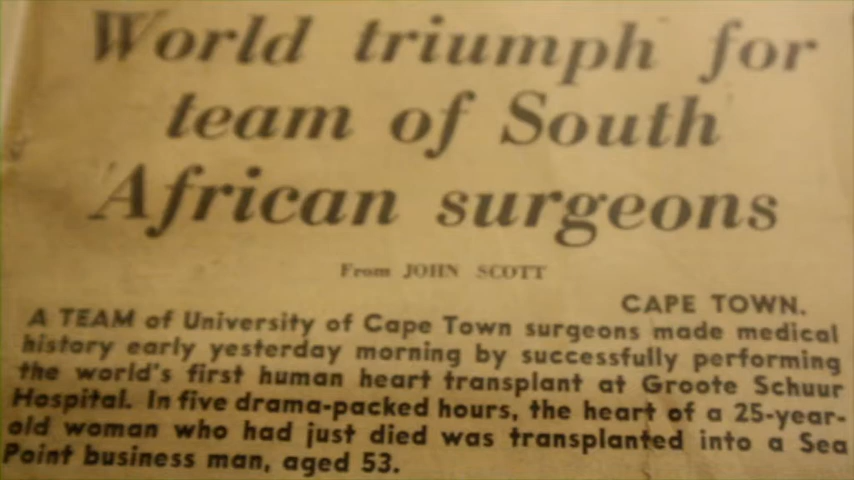 World triumph for
team of South
African surgeons
From JOHN SCOTT
CAPE TOWN.
A TEAM of University of Cape Town surgeons made medical
history early yesterday morning by successfully performing
the world's first human heart transplant at Groote Schuur
Hospital. In five drama-packed hours, the heart of a 25-year-
old woman who had just died was transplanted into a Sea
Point business man, aged 53.